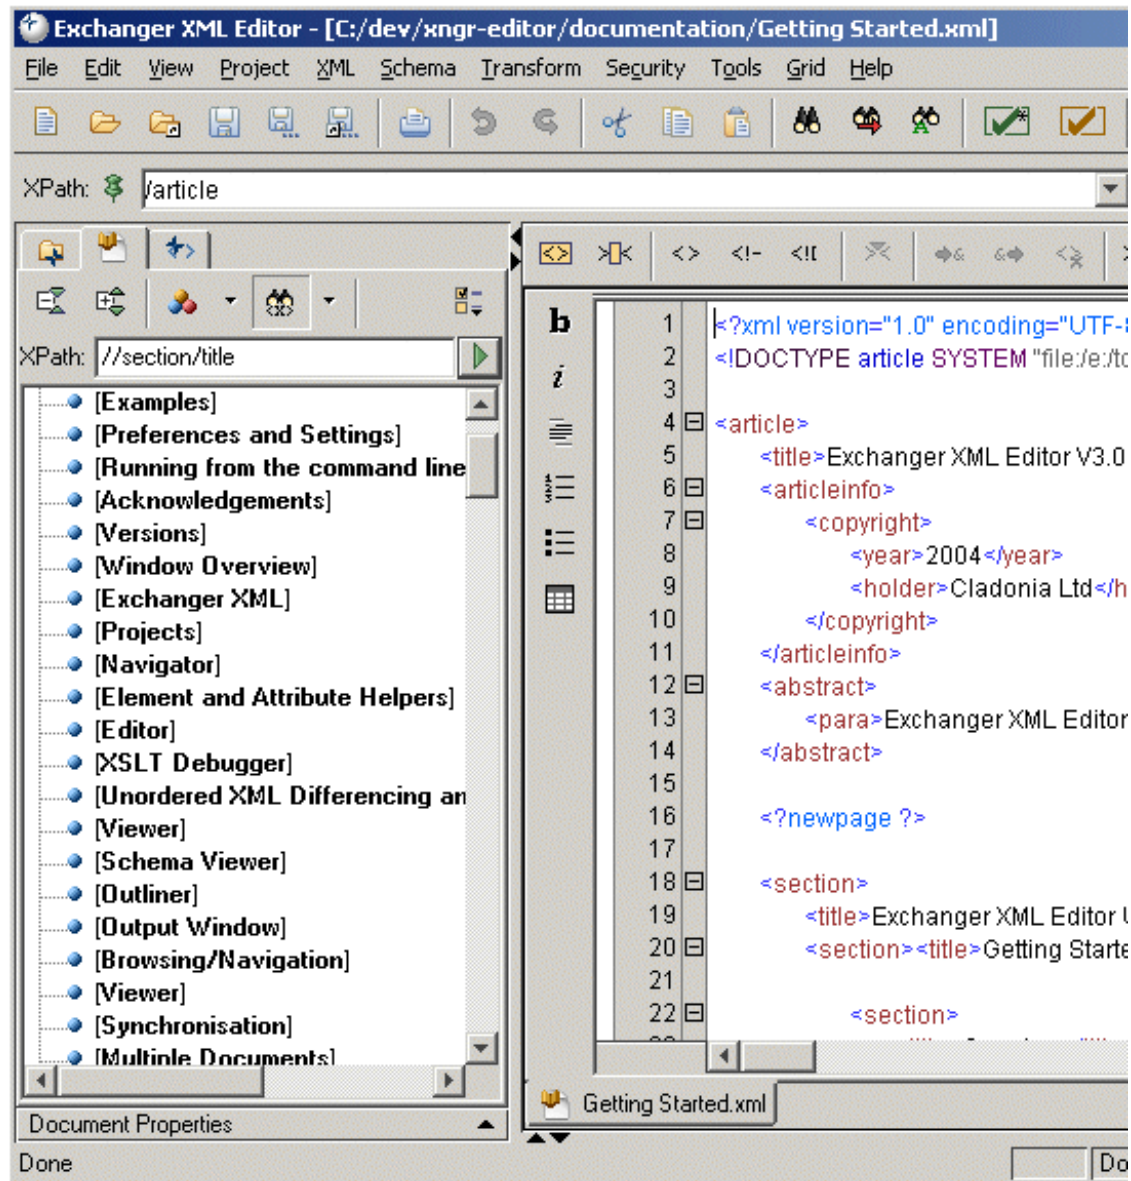 Exchanger XML Editor - [C:/dev/xngr-editor/documentation/Getting Started.xml]
File Edit View Project XML Schema Transform Security Tools Grid Help
XPath: /article
XPath: //section/title
[Examples]
[Preferences and Settings]
[Running from the command line
[Acknowledgements]
[Versions]
[Window Overview]
[Exchanger XML]
[Projects]
[Navigator]
[Element and Attribute Helpers]
[Editor]
[XSLT Debugger]
[Unordered XML Differencing an
[Viewer]
[Schema Viewer]
[Outliner]
[Output Window]
[Browsing/Navigation]
[Viewer]
[Synchronisation]
[Multiple Documents]
Document Properties
Done
b
i
1 <?xml version="1.0" encoding="UTF-8
2 <!DOCTYPE article SYSTEM "file:/e:/to
3
4 <article>
5 <title>Exchanger XML Editor V3.0
6 <articleinfo>
7 <copyright>
8 <year>2004</year>
9 <holder>Cladonia Ltd</h
10 </copyright>
11 </articleinfo>
12 <abstract>
13 <para>Exchanger XML Editor
14 </abstract>
15
16 <?newpage ?>
17
18 <section>
19 <title>Exchanger XML Editor U
20 <section><title>Getting Starte
21
22 <section>
Getting Started.xml
Do